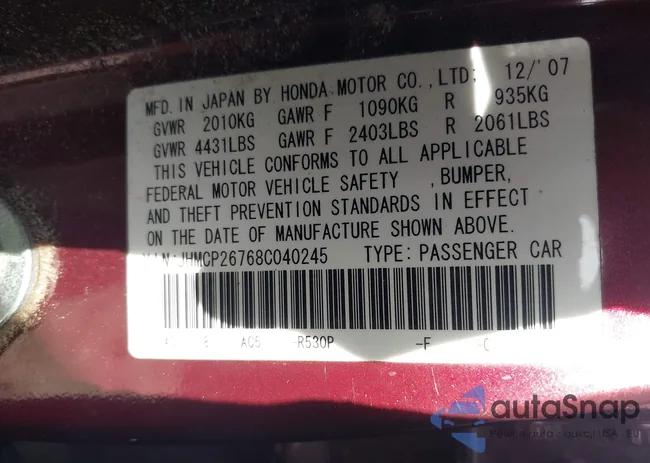 MFD. IN JAPAN BY HONDA MOTOR CO., LTD. 12/'07
GVWR 2010KG GAWR F 1090KG R 935KG
GVWR 4431LBS GAWR F 2403LBS R 2061LBS
THIS VEHICLE CONFORMS TO ALL APPLICABLE
FEDERAL MOTOR VEHICLE SAFETY ,BUMPER,
AND THEFT PREVENTION STANDARDS IN EFFECT
ON THE DATE OF MANUFACTURE SHOWN ABOVE.
JHMCP26768C040245 TYPE: PASSENGER CAR
-R530P -F
autoSnap